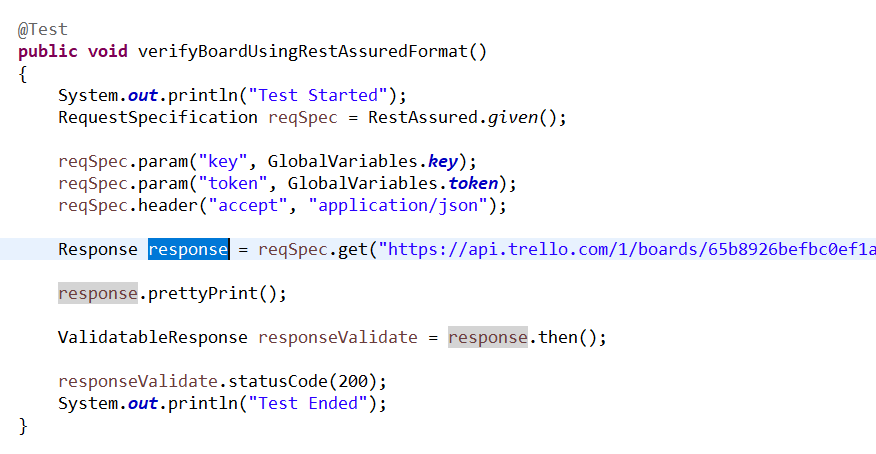 @Test
public void verifyBoardUsingRestAssuredFormat()
{
System.out.println("Test Started");
RequestSpecification reqSpec = RestAssured.given();
reqSpec.param("key", GlobalVariables.key);
reqSpec.param("token", GlobalVariables.token);
reqSpec.header("accept", "application/json");
Response response = reqSpec.get("https://api.trello.com/1/boards/65b8926befbc0ef1a
response.prettyPrint();
ValidatableResponse responseValidate = response.then();
responseValidate.statusCode(200);
System.out.println("Test Ended");
}